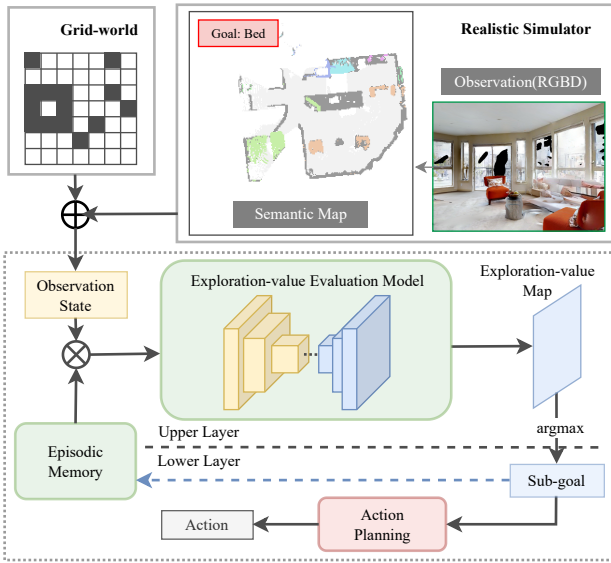 Grid-world
Goal: Bed
Realistic Simulator
Observation(RGBD)
Semantic Map
Observation
State
Exploration-value Evaluation Model
Exploration-value
Map
argmax
Upper Layer
Episodic
Memory
Lower Layer
Sub-goal
Action
Planning
Action